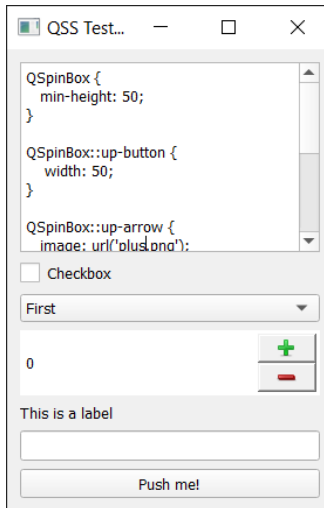 QSS Test...
QSpinBox {
min-height: 50;
}
QSpinBox::up-button {
width: 50;
}
QSpinBox::up-arrow {
image: url('plus.png');
Checkbox
First
0
This is a label
Push me!